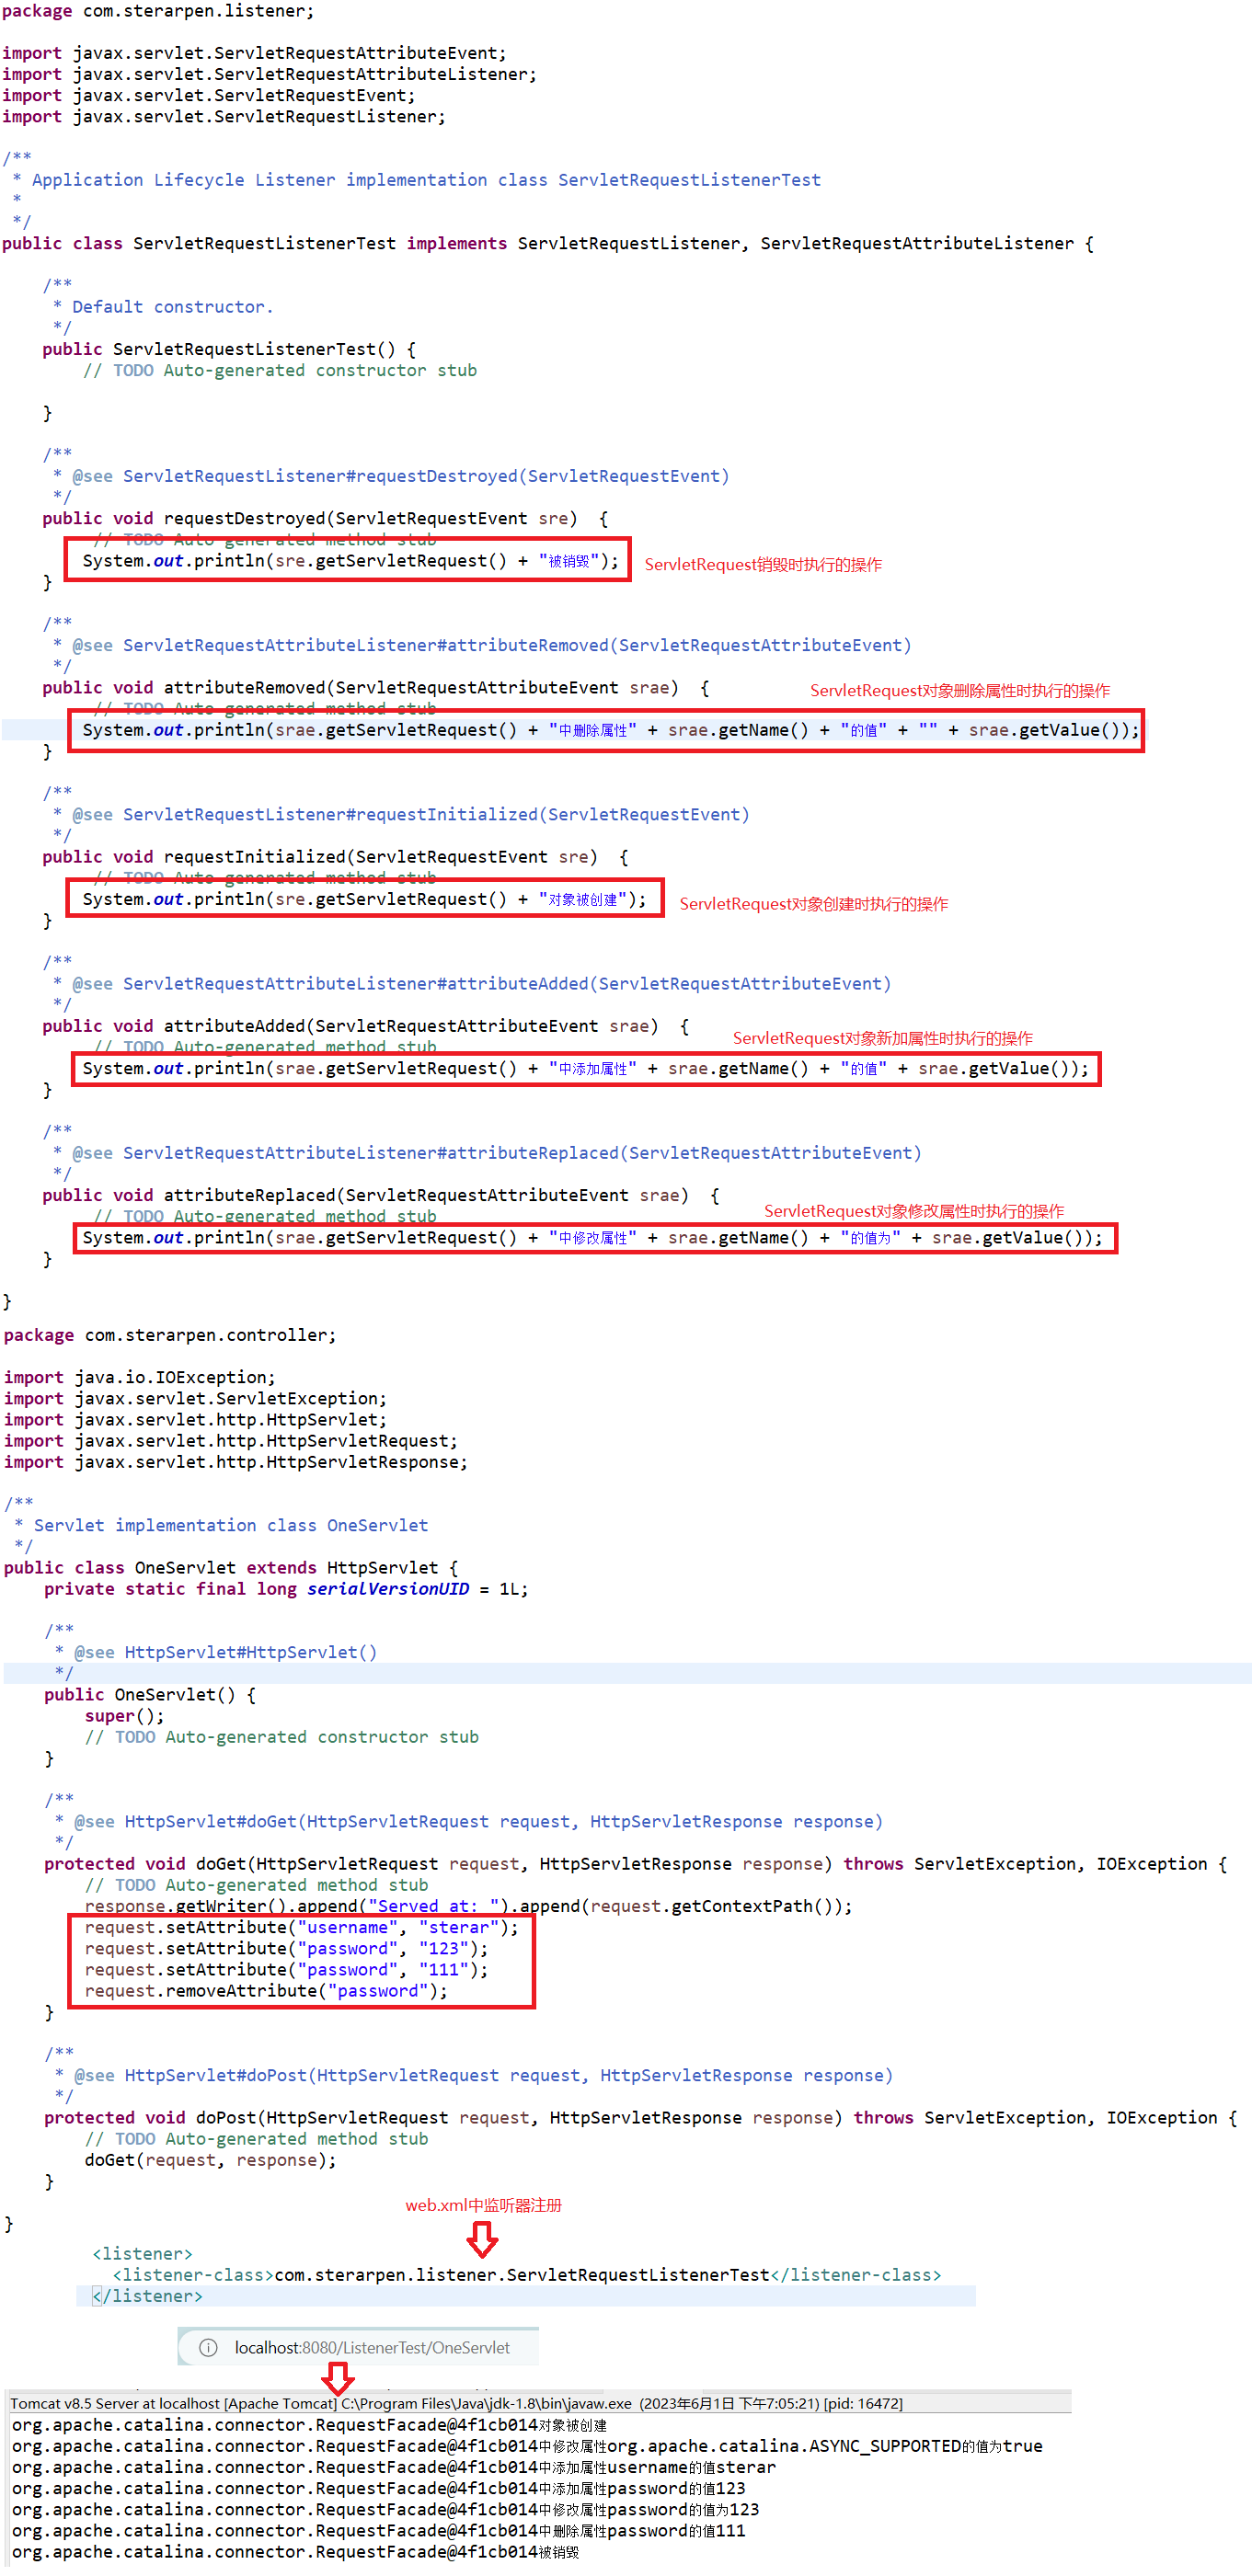 package com.sterarpen.listener;
import javax.servlet.ServletRequestAttributeEvent;
import javax.servlet.ServletRequestAttributeListener;
import javax.servlet.ServletRequestEvent;
import javax.servlet.ServletRequestListener;
/**
 * Application Lifecycle Listener implementation class ServletRequestListenerTest
 *
 */
public class ServletRequestListenerTest implements ServletRequestListener, ServletRequestAttributeListener {
    /**
     * Default constructor.
     */
    public ServletRequestListenerTest() {
        // TODO Auto-generated constructor stub
    }
    /**
     * @see ServletRequestListener#requestDestroyed(ServletRequestEvent)
     */
    public void requestDestroyed(ServletRequestEvent sre)  {
         // TODO Auto-generated method stub
        System.out.println(sre.getServletRequest() + "被销毁");
ServletRequest销毁时执行的操作
    }
    /**
     * @see ServletRequestAttributeListener#attributeRemoved(ServletRequestAttributeEvent)
     */
    public void attributeRemoved(ServletRequestAttributeEvent srae)  {
ServletRequest对象删除属性时执行的操作
         // TODO Auto-generated method stub
        System.out.println(srae.getServletRequest() + "中删除属性" + srae.getName() + "的值" + "" + srae.getValue());
    }
    /**
     * @see ServletRequestListener#requestInitialized(ServletRequestEvent)
     */
    public void requestInitialized(ServletRequestEvent sre)  {
         // TODO Auto-generated method stub
        System.out.println(sre.getServletRequest() + "对象被创建");
ServletRequest对象创建时执行的操作
    }
    /**
     * @see ServletRequestAttributeListener#attributeAdded(ServletRequestAttributeEvent)
     */
    public void attributeAdded(ServletRequestAttributeEvent srae)  {
ServletRequest对象新加属性时执行的操作
         // TODO Auto-generated method stub
        System.out.println(srae.getServletRequest() + "中添加属性" + srae.getName() + "的值" + srae.getValue());
    }
    /**
     * @see ServletRequestAttributeListener#attributeReplaced(ServletRequestAttributeEvent)
     */
    public void attributeReplaced(ServletRequestAttributeEvent srae)  {
ServletRequest对象修改属性时执行的操作
         // TODO Auto-generated method stub
        System.out.println(srae.getServletRequest() + "中修改属性" + srae.getName() + "的值为" + srae.getValue());
    }
}
package com.sterarpen.controller;
import java.io.IOException;
import javax.servlet.ServletException;
import javax.servlet.http.HttpServlet;
import javax.servlet.http.HttpServletRequest;
import javax.servlet.http.HttpServletResponse;
/**
 * Servlet implementation class OneServlet
 */
public class OneServlet extends HttpServlet {
    private static final long serialVersionUID = 1L;
    /**
     * @see HttpServlet#HttpServlet()
     */
    public OneServlet() {
        super();
        // TODO Auto-generated constructor stub
    }
    /**
     * @see HttpServlet#doGet(HttpServletRequest request, HttpServletResponse response)
     */
    protected void doGet(HttpServletRequest request, HttpServletResponse response) throws ServletException, IOException {
        // TODO Auto-generated method stub
        response.getWriter().append("Served at: ").append(request.getContextPath());
        request.setAttribute("username", "sterar");
        request.setAttribute("password", "123");
        request.setAttribute("password", "111");
        request.removeAttribute("password");
    }
    /**
     * @see HttpServlet#doPost(HttpServletRequest request, HttpServletResponse response)
     */
    protected void doPost(HttpServletRequest request, HttpServletResponse response) throws ServletException, IOException {
        // TODO Auto-generated method stub
        doGet(request, response);
    }
web.xml中监听器注册
}
<listener>
  <listener-class>com.sterarpen.listener.ServletRequestListenerTest</listener-class>
</listener>
localhost:8080/ListenerTest/OneServlet
Tomcat v8.5 Server at localhost [Apache Tomcat] C:\Program Files\Java\jdk-1.8\bin\javaw.exe (2023年6月1日 下午7:05:21) [pid: 16472]
org.apache.catalina.connector.RequestFacade@4f1cb014对象被创建
org.apache.catalina.connector.RequestFacade@4f1cb014中修改属性org.apache.catalina.ASYNC_SUPPORTED的值为true
org.apache.catalina.connector.RequestFacade@4f1cb014中添加属性username的值sterar
org.apache.catalina.connector.RequestFacade@4f1cb014中添加属性password的值123
org.apache.catalina.connector.RequestFacade@4f1cb014中修改属性password的值为123
org.apache.catalina.connector.RequestFacade@4f1cb014中删除属性password的值111
org.apache.catalina.connector.RequestFacade@4f1cb014被销毁